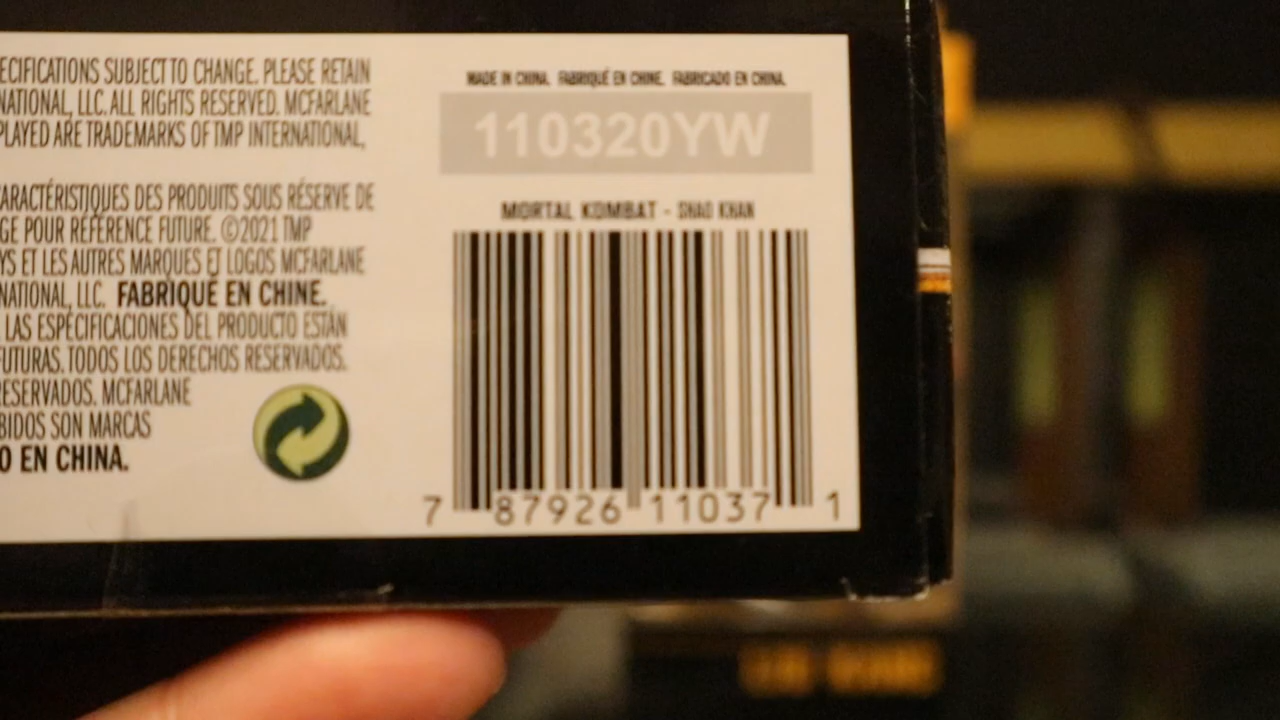 ECIFICATIONS SUBJECT TO CHANGE. PLEASE RETAIN
NATIONAL, LLC. ALL RIGHTS RESERVED. MCFARLANE
PLAYED ARE TRADEMARKS OF TMP INTERNATIONAL,
CARACTÉRISTIQUES DES PRODUITS SOUS RÉSERVE DE
GE POUR RÉFÉRENCE FUTURE. ©2021 TMP
YS ET LES AUTRES MARQUES ET LOGOS MCFARLANE
NATIONAL, LLC. FABRIQUÉ EN CHINE.
LAS ESPECIFICACIONES DEL PRODUCTO ESTÁN
FUTURAS. TODOS LOS DERECHOS RESERVADOS.
RESERVADOS. MCFARLANE
BIDOS SON MARCAS
O EN CHINA.
MADE IN CHINA. FABRIQUÉ EN CHINE. FABRICADO EN CHINA.
110320YW
MORTAL KOMBAT - SHAO KHAN
7 87926 11037 1